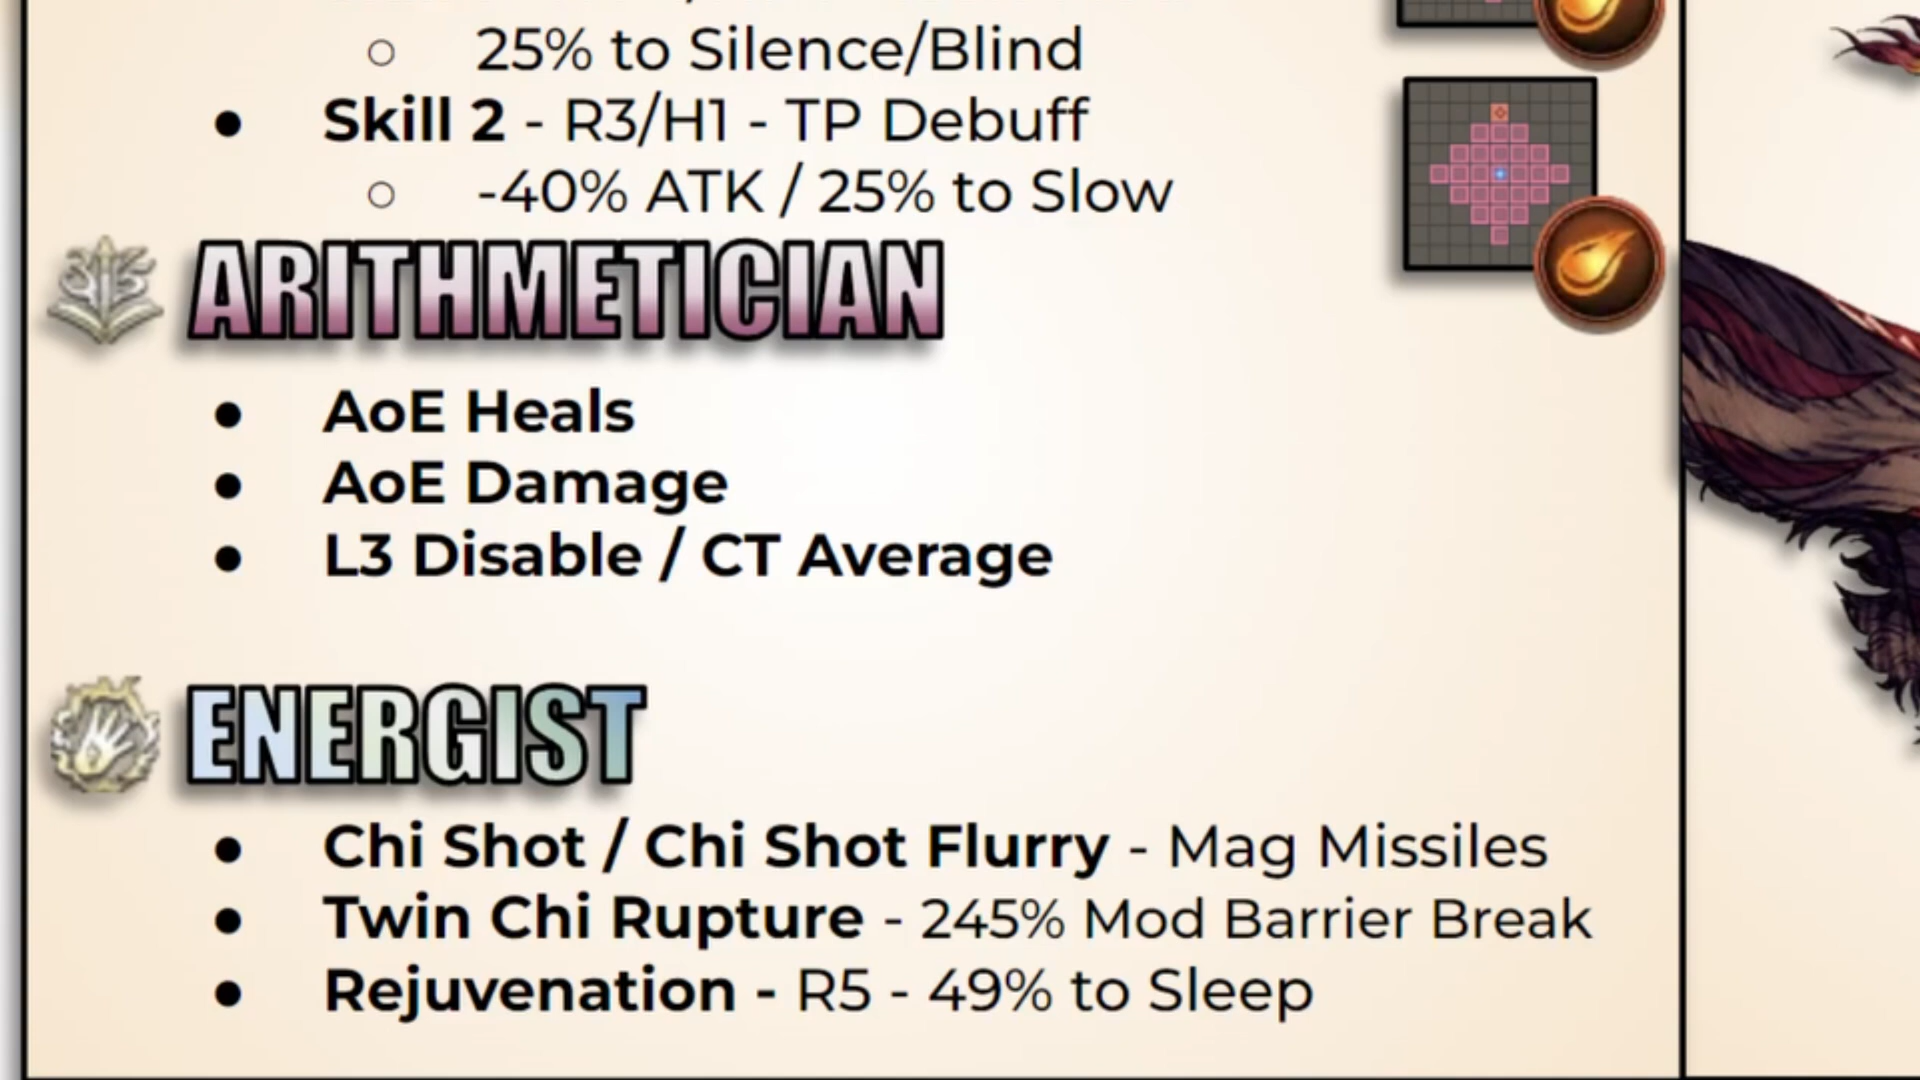 25% to Silence/Blind
Skill 2 - R3/H1 - TP Debuff
-40% ATK / 25% to Slow
ARITHMETICIAN
AoE Heals
AoE Damage
L3 Disable / CT Average
ENERGIST
Chi Shot / Chi Shot Flurry - Mag Missiles
Twin Chi Rupture - 245% Mod Barrier Break
Rejuvenation - R5 - 49% to Sleep